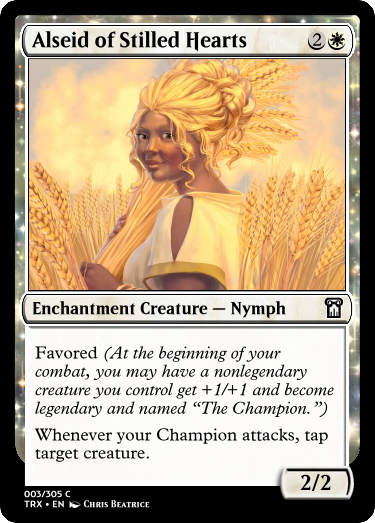 Alseid of Stilled Hearts 2
Enchantment Creature — Nymph
Favored (At the beginning of your
combat, you may have a nonlegendary
creature you control get +1/+1 and become
legendary and named “The Champion.”)
Whenever your Champion attacks, tap
target creature.
2/2
003/305 C
TRX • EN Chris Beatrice